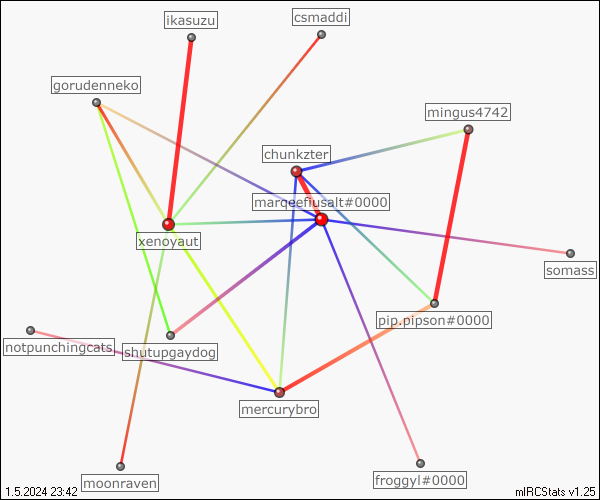 ikasuzu
csmaddi
gorudenneko
mingus4742
chunkzter
marqeefiusalt#0000
xenoyaut
somass
pip.pipson#0000
notpunchingcats
shutupgaydog
mercurybro
moonraven
froggyl#0000
1.5.2024 23:42
mIRCStats v1.25